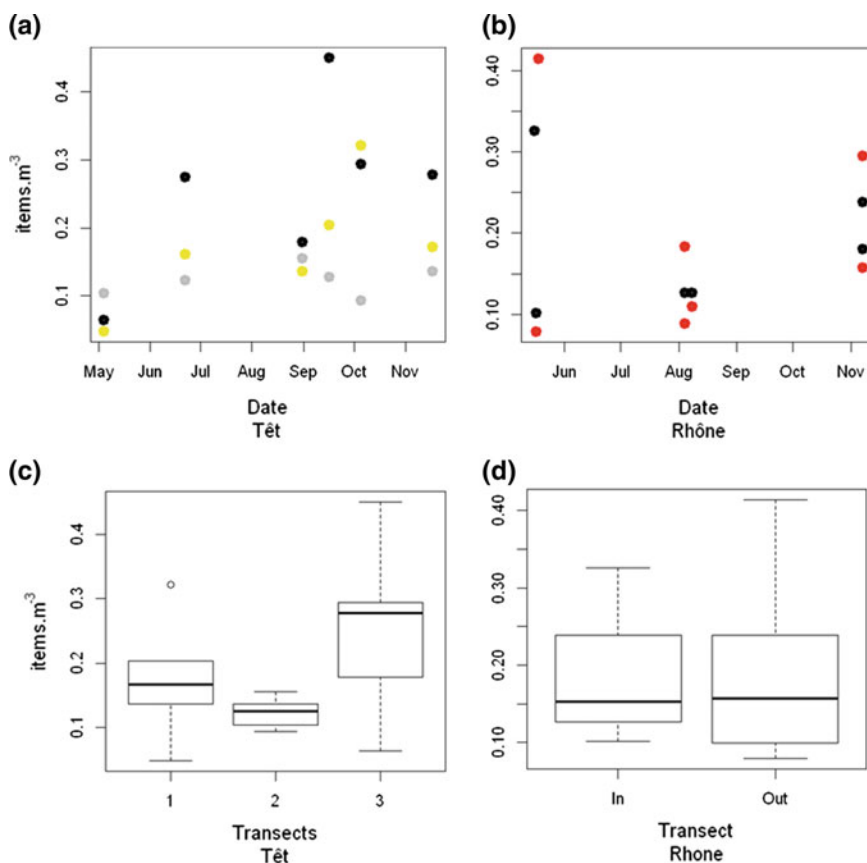 (a)
0.4
0.3
0.2
0.1
items.m-3
May Jun Jul Aug Sep Oct Nov
Date
Têt
(b)
0.40
0.30
0.20
0.10
Jun Jul Aug Sep Oct Nov
Date
Rhône
(c)
0.4
0.3
0.2
0.1
items.m-3
1 2 3
Transects
Têt
(d)
0.40
0.30
0.20
0.10
In Out
Transect
Rhone